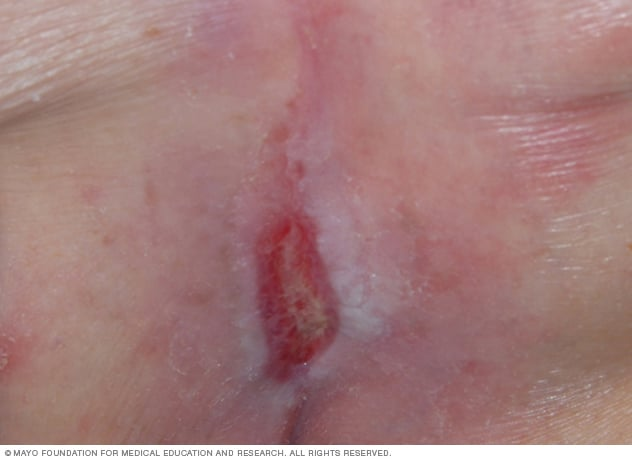 © MAYO FOUNDATION FOR MEDICAL EDUCATION AND RESEARCH. ALL RIGHTS RESERVED.